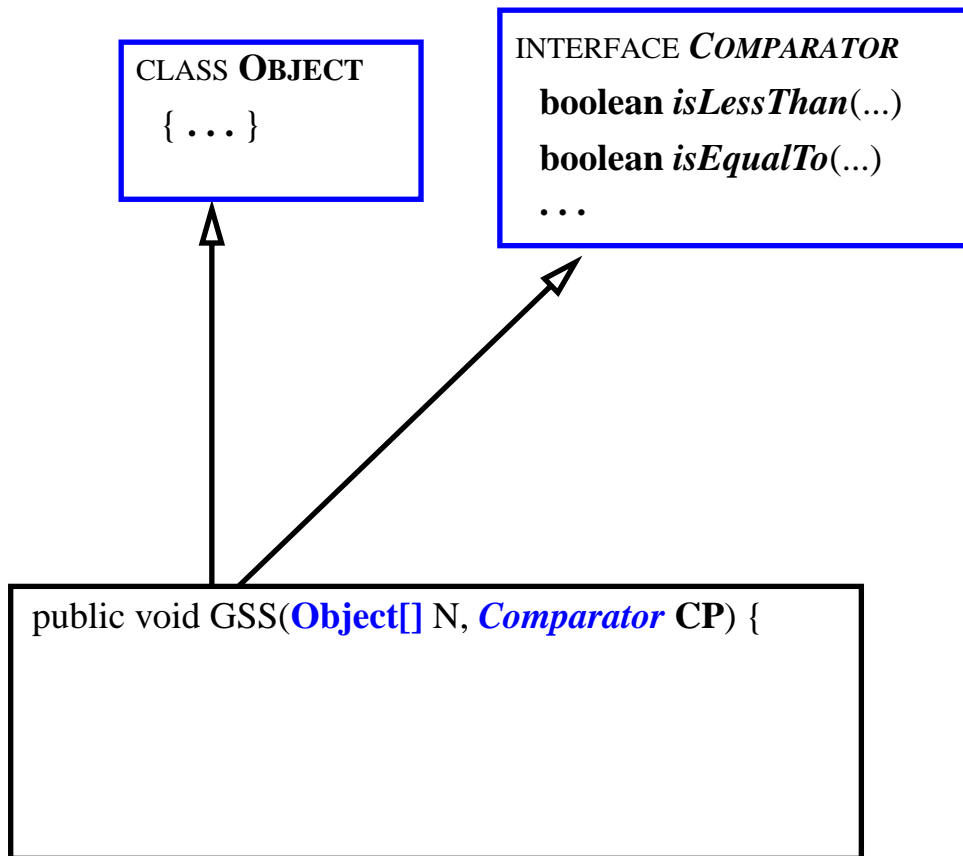 CLASS OBJECT
{ . . . }
INTERFACE COMPARATOR
boolean isLessThan(...)
boolean isEqualTo(...)
. . .
public void GSS(Object[] N, Comparator CP) {